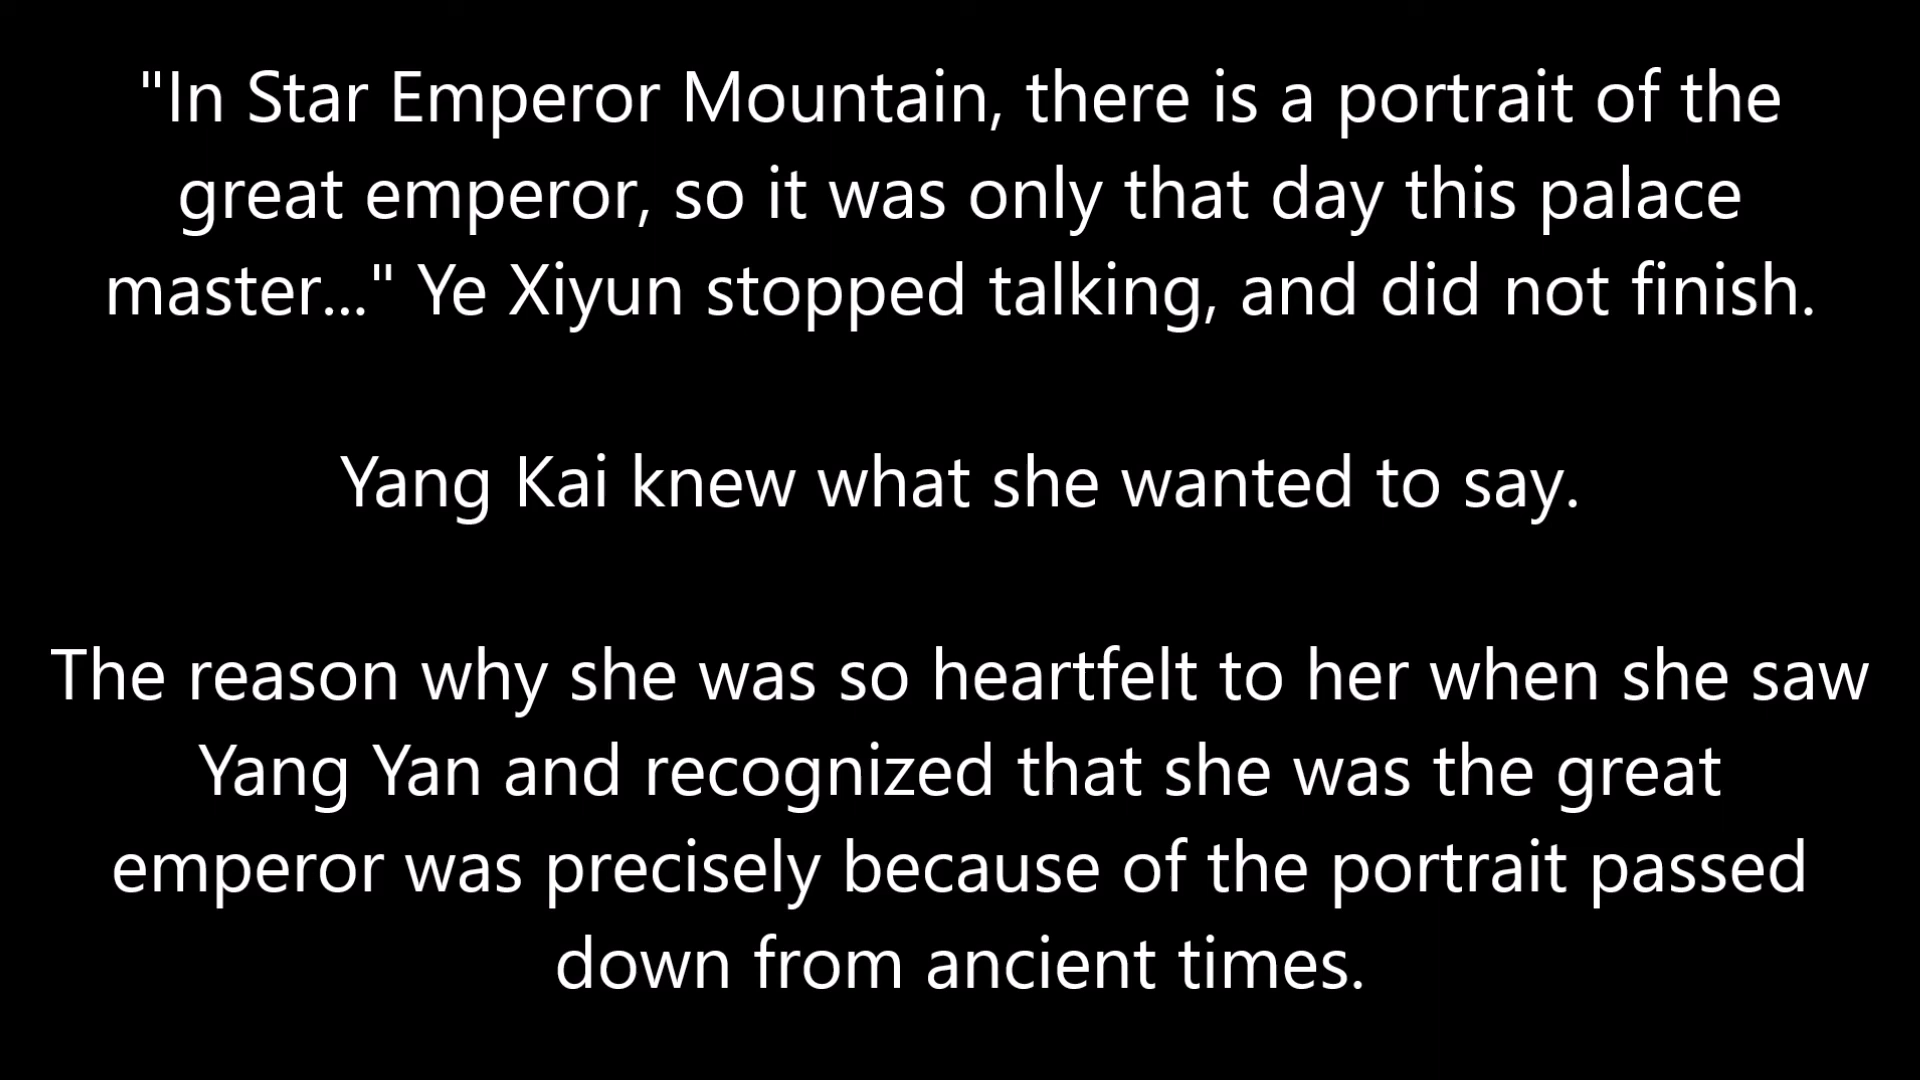 "In Star Emperor Mountain, there is a portrait of the
great emperor, so it was only that day this palace
master..." Ye Xiyun stopped talking, and did not finish.
Yang Kai knew what she wanted to say.
The reason why she was so heartfelt to her when she saw
Yang Yan and recognized that she was the great
emperor was precisely because of the portrait passed
down from ancient times.